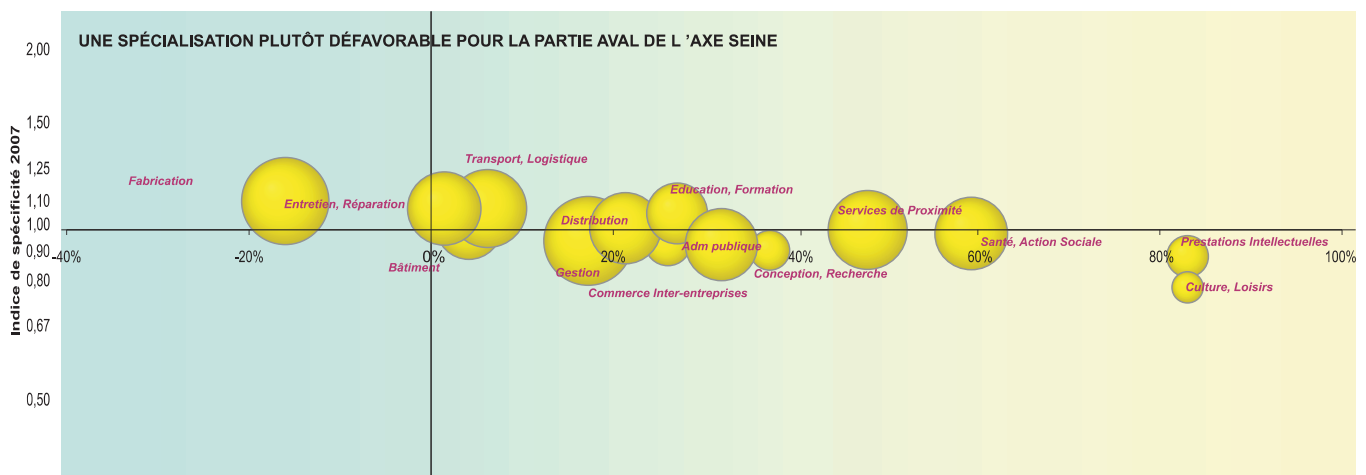 UNE SPÉCIALISATION PLUTÔT DÉFAVORABLE POUR LA PARTIE AVAL DE L ’AXE SEINE
Indice de spécificité 2007
2,00
1,50
1,25
1,10
1,00
0,90
0,80
0,67
0,50
Transport, Logistique
Fabrication
Education, Formation
Entretien, Réparation
Services de Proximité
Distribution
Adm publique
Santé, Action Sociale
Prestations Intellectuelles
-40%
-20%
0%
20%
40%
60%
80%
100%
Bâtiment
Gestion
Conception, Recherche
Commerce Inter-entreprises
Culture, Loisirs